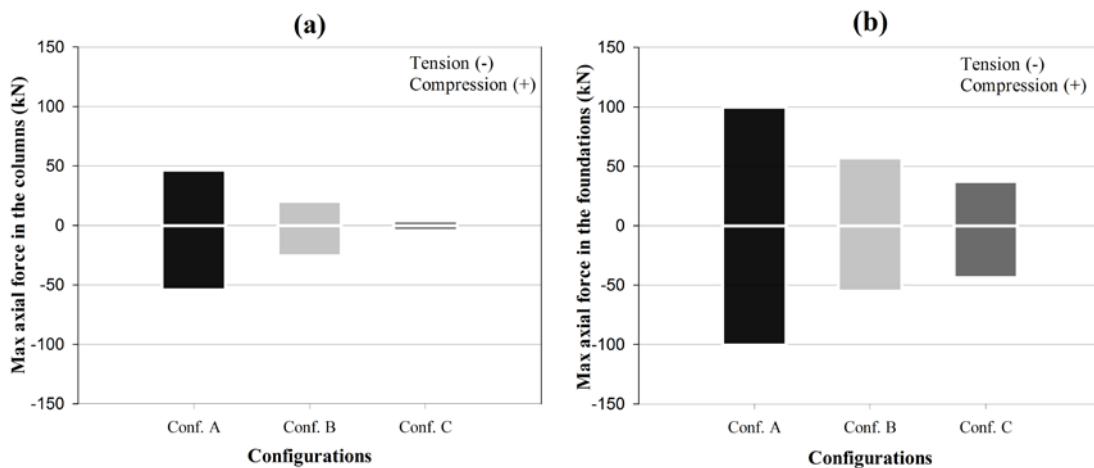 (a)
Max axial force in the columns (kN)
150
100
50
0
-50
-100
-150
Tension (-)
Compression (+)
Conf. A Conf. B Conf. C
Configurations
(b)
Max axial force in the foundations (kN)
150
100
50
0
-50
-100
-150
Tension (-)
Compression (+)
Conf. A Conf. B Conf. C
Configurations